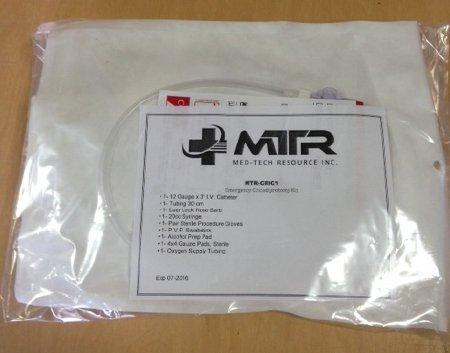 MTR
MED-TECH RESOURCE INC.
MTR-CRIC1
Emergency Cricothyrotomy Kit
• 1- 12 Gauge x 3" I.V. Catheter
• 1- Tubing 30 cm
• 1- Luer Lock Hose Barb
• 1- 20cc Syringe
• 1- Pair Sterile Procedure Gloves
• 1- P.V.P. Swabstick
• 1- Alcohol Prep Pad
• 1- 4x4 Gauze Pads, Sterile
• 1- Oxygen Supply Tubing
Exp 07-2016